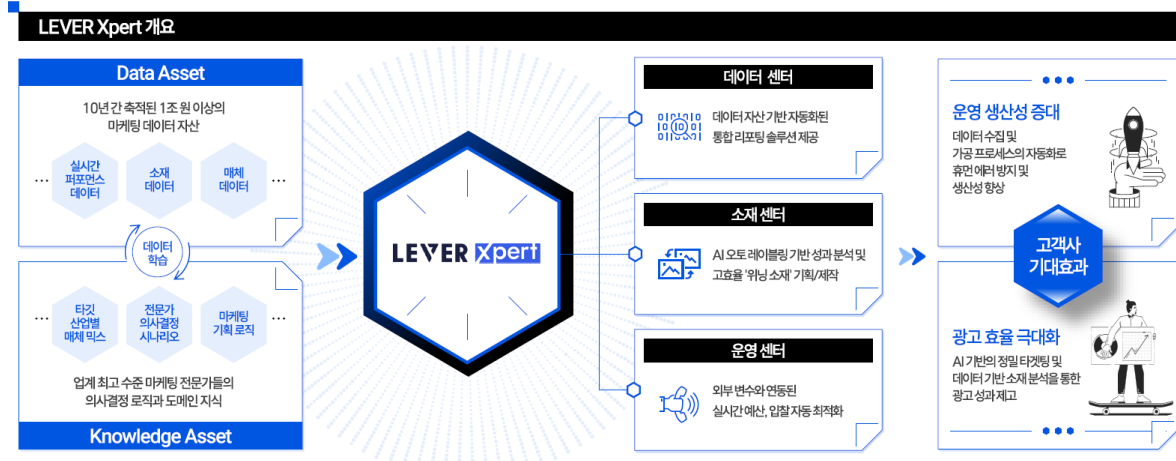 LEVER Xpert 개요
Data Asset
10년 간 축적된 1조 원 이상의
마케팅 데이터 자산
...
실시간
퍼포먼스
데이터
소재
데이터
매체
데이터
...
데이터
학습
...
타깃
산업별
매체 믹스
전문가
의사결정
시나리오
마케팅
기획 로직
...
업계 최고 수준 마케팅 전문가들의
의사결정 로직과 도메인 지식
Knowledge Asset
LEVER Xpert
데이터 센터
데이터 자산 기반 자동화된
통합 리포팅 솔루션 제공
소재 센터
AI 오토 레이블링 기반 성과 분석 및
고효율 '위닝 소재' 기획/제작
운영 센터
외부 변수와 연동된
실시간 예산, 입찰 자동 최적화
운영 생산성 증대
데이터 수집 및
가공 프로세스의 자동화로
휴먼 에러 방지 및
생산성 향상
고객사
기대효과
광고 효율 극대화
AI 기반의 정밀 타겟팅 및
데이터 기반 소재 분석을 통한
광고 성과 제고